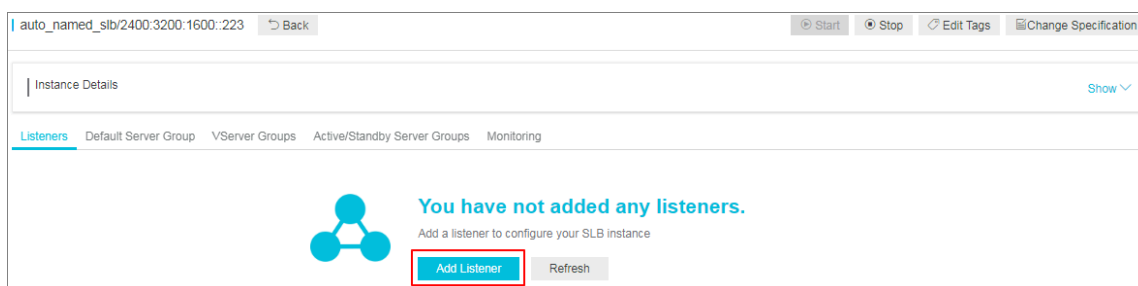 auto_named_slb/2400:3200:1600::223 Back Start Stop Edit Tags Change Specification
Instance Details Show
Listeners Default Server Group VServer Groups Active/Standby Server Groups Monitoring
You have not added any listeners.
Add a listener to configure your SLB instance
Add Listener Refresh